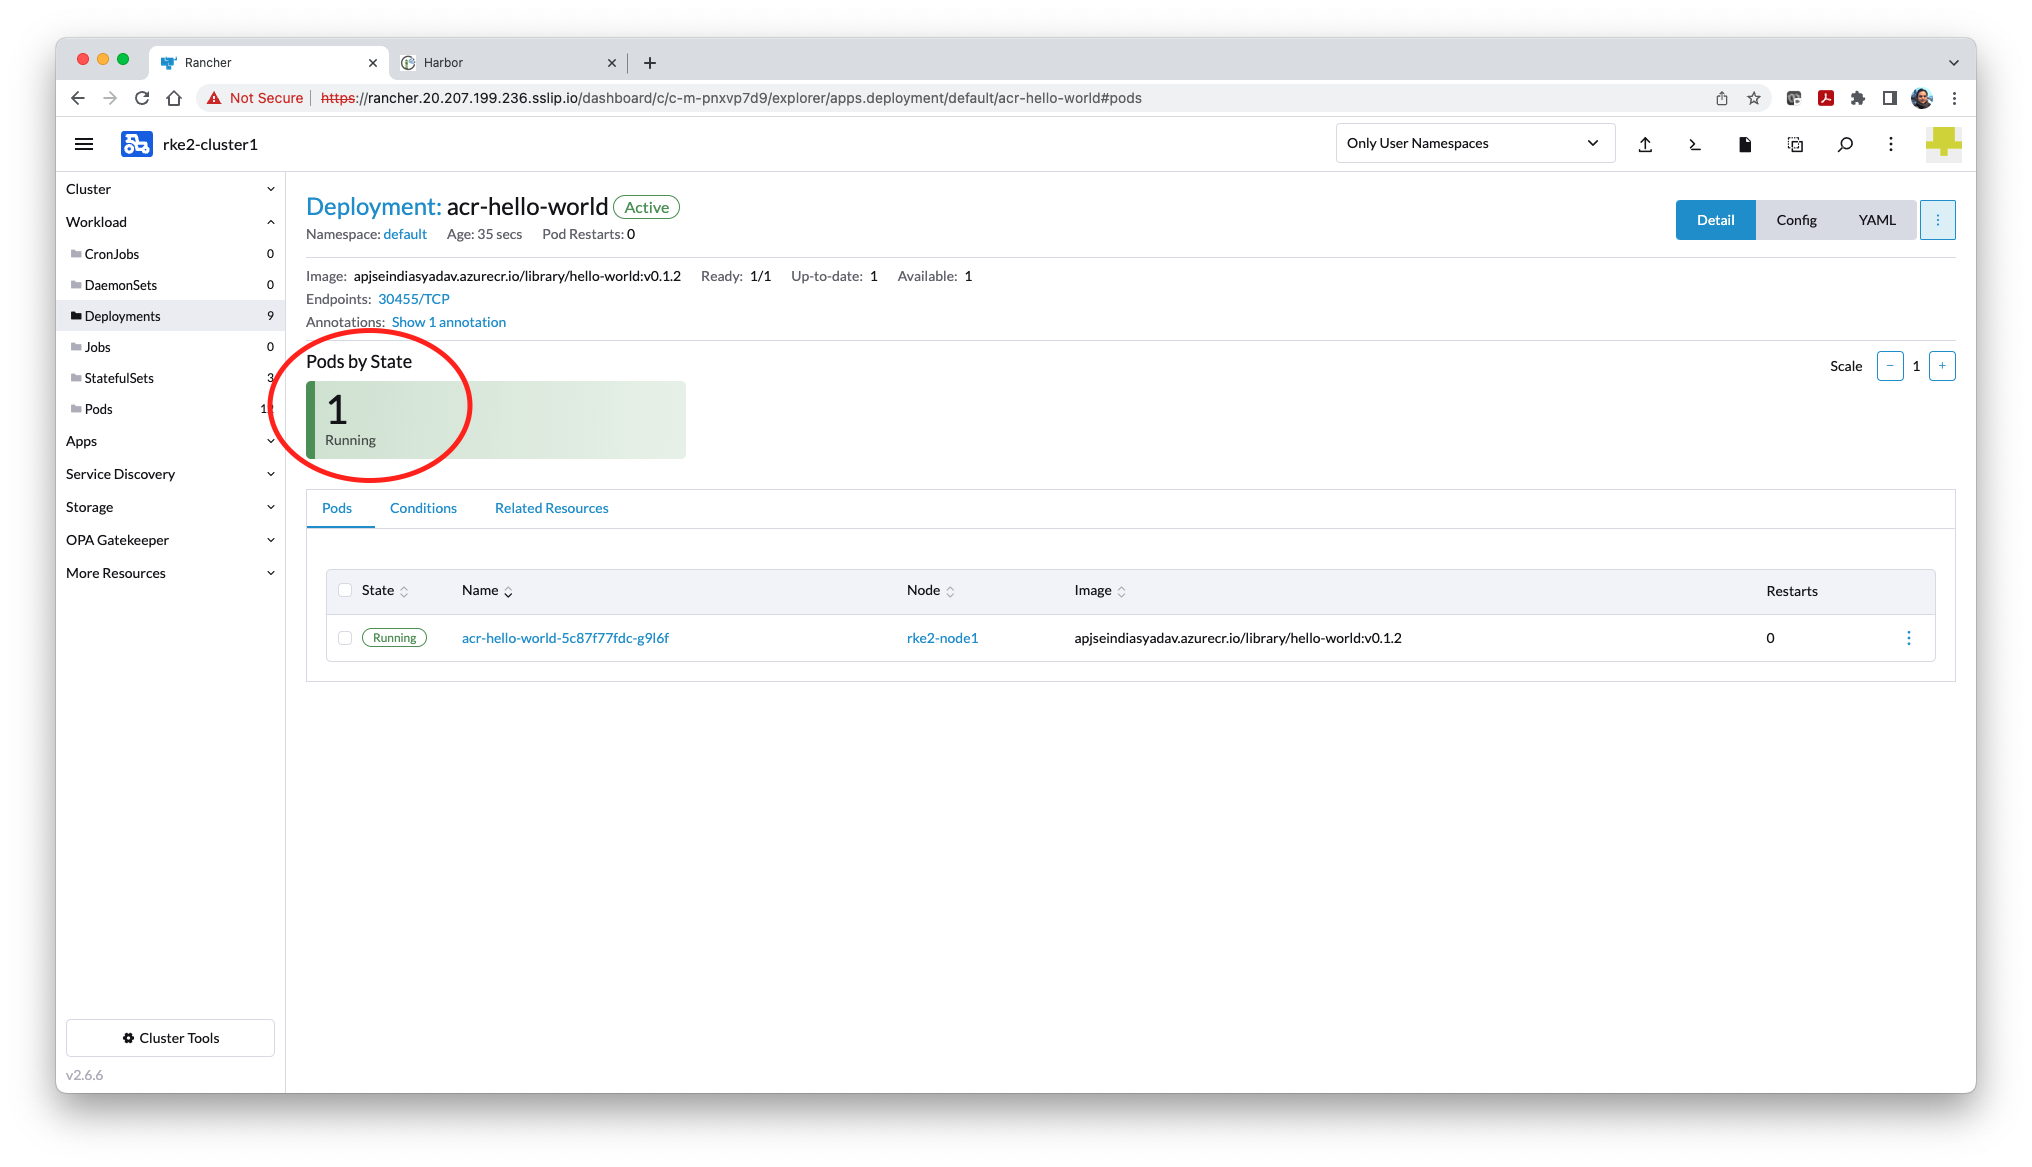 Rancher
Harbor
Not Secure
https://rancher.20.207.199.236.sslip.io/dashboard/c/c-m-pnxvp7d9/explorer/apps.deployment/default/acr-hello-world#pods
rke2-cluster1
Only User Namespaces
Cluster
Workload
CronJobs 0
DaemonSets 0
Deployments 9
Jobs 0
StatefulSets 3
Pods 12
Apps
Service Discovery
Storage
OPA Gatekeeper
More Resources
Cluster Tools
v2.6.6
Deployment: acr-hello-world Active
Namespace: default Age: 35 secs Pod Restarts: 0
Detail Config YAML
Image: apjseindiasyadav.azurecr.io/library/hello-world:v0.1.2 Ready: 1/1 Up-to-date: 1 Available: 1
Endpoints: 30455/TCP
Annotations: Show 1 annotation
Pods by State
Scale - 1 +
1
Running
Pods Conditions Related Resources
State Name Node Image Restarts
Running acr-hello-world-5c87f77fdc-g9l6f rke2-node1 apjseindiasyadav.azurecr.io/library/hello-world:v0.1.2 0